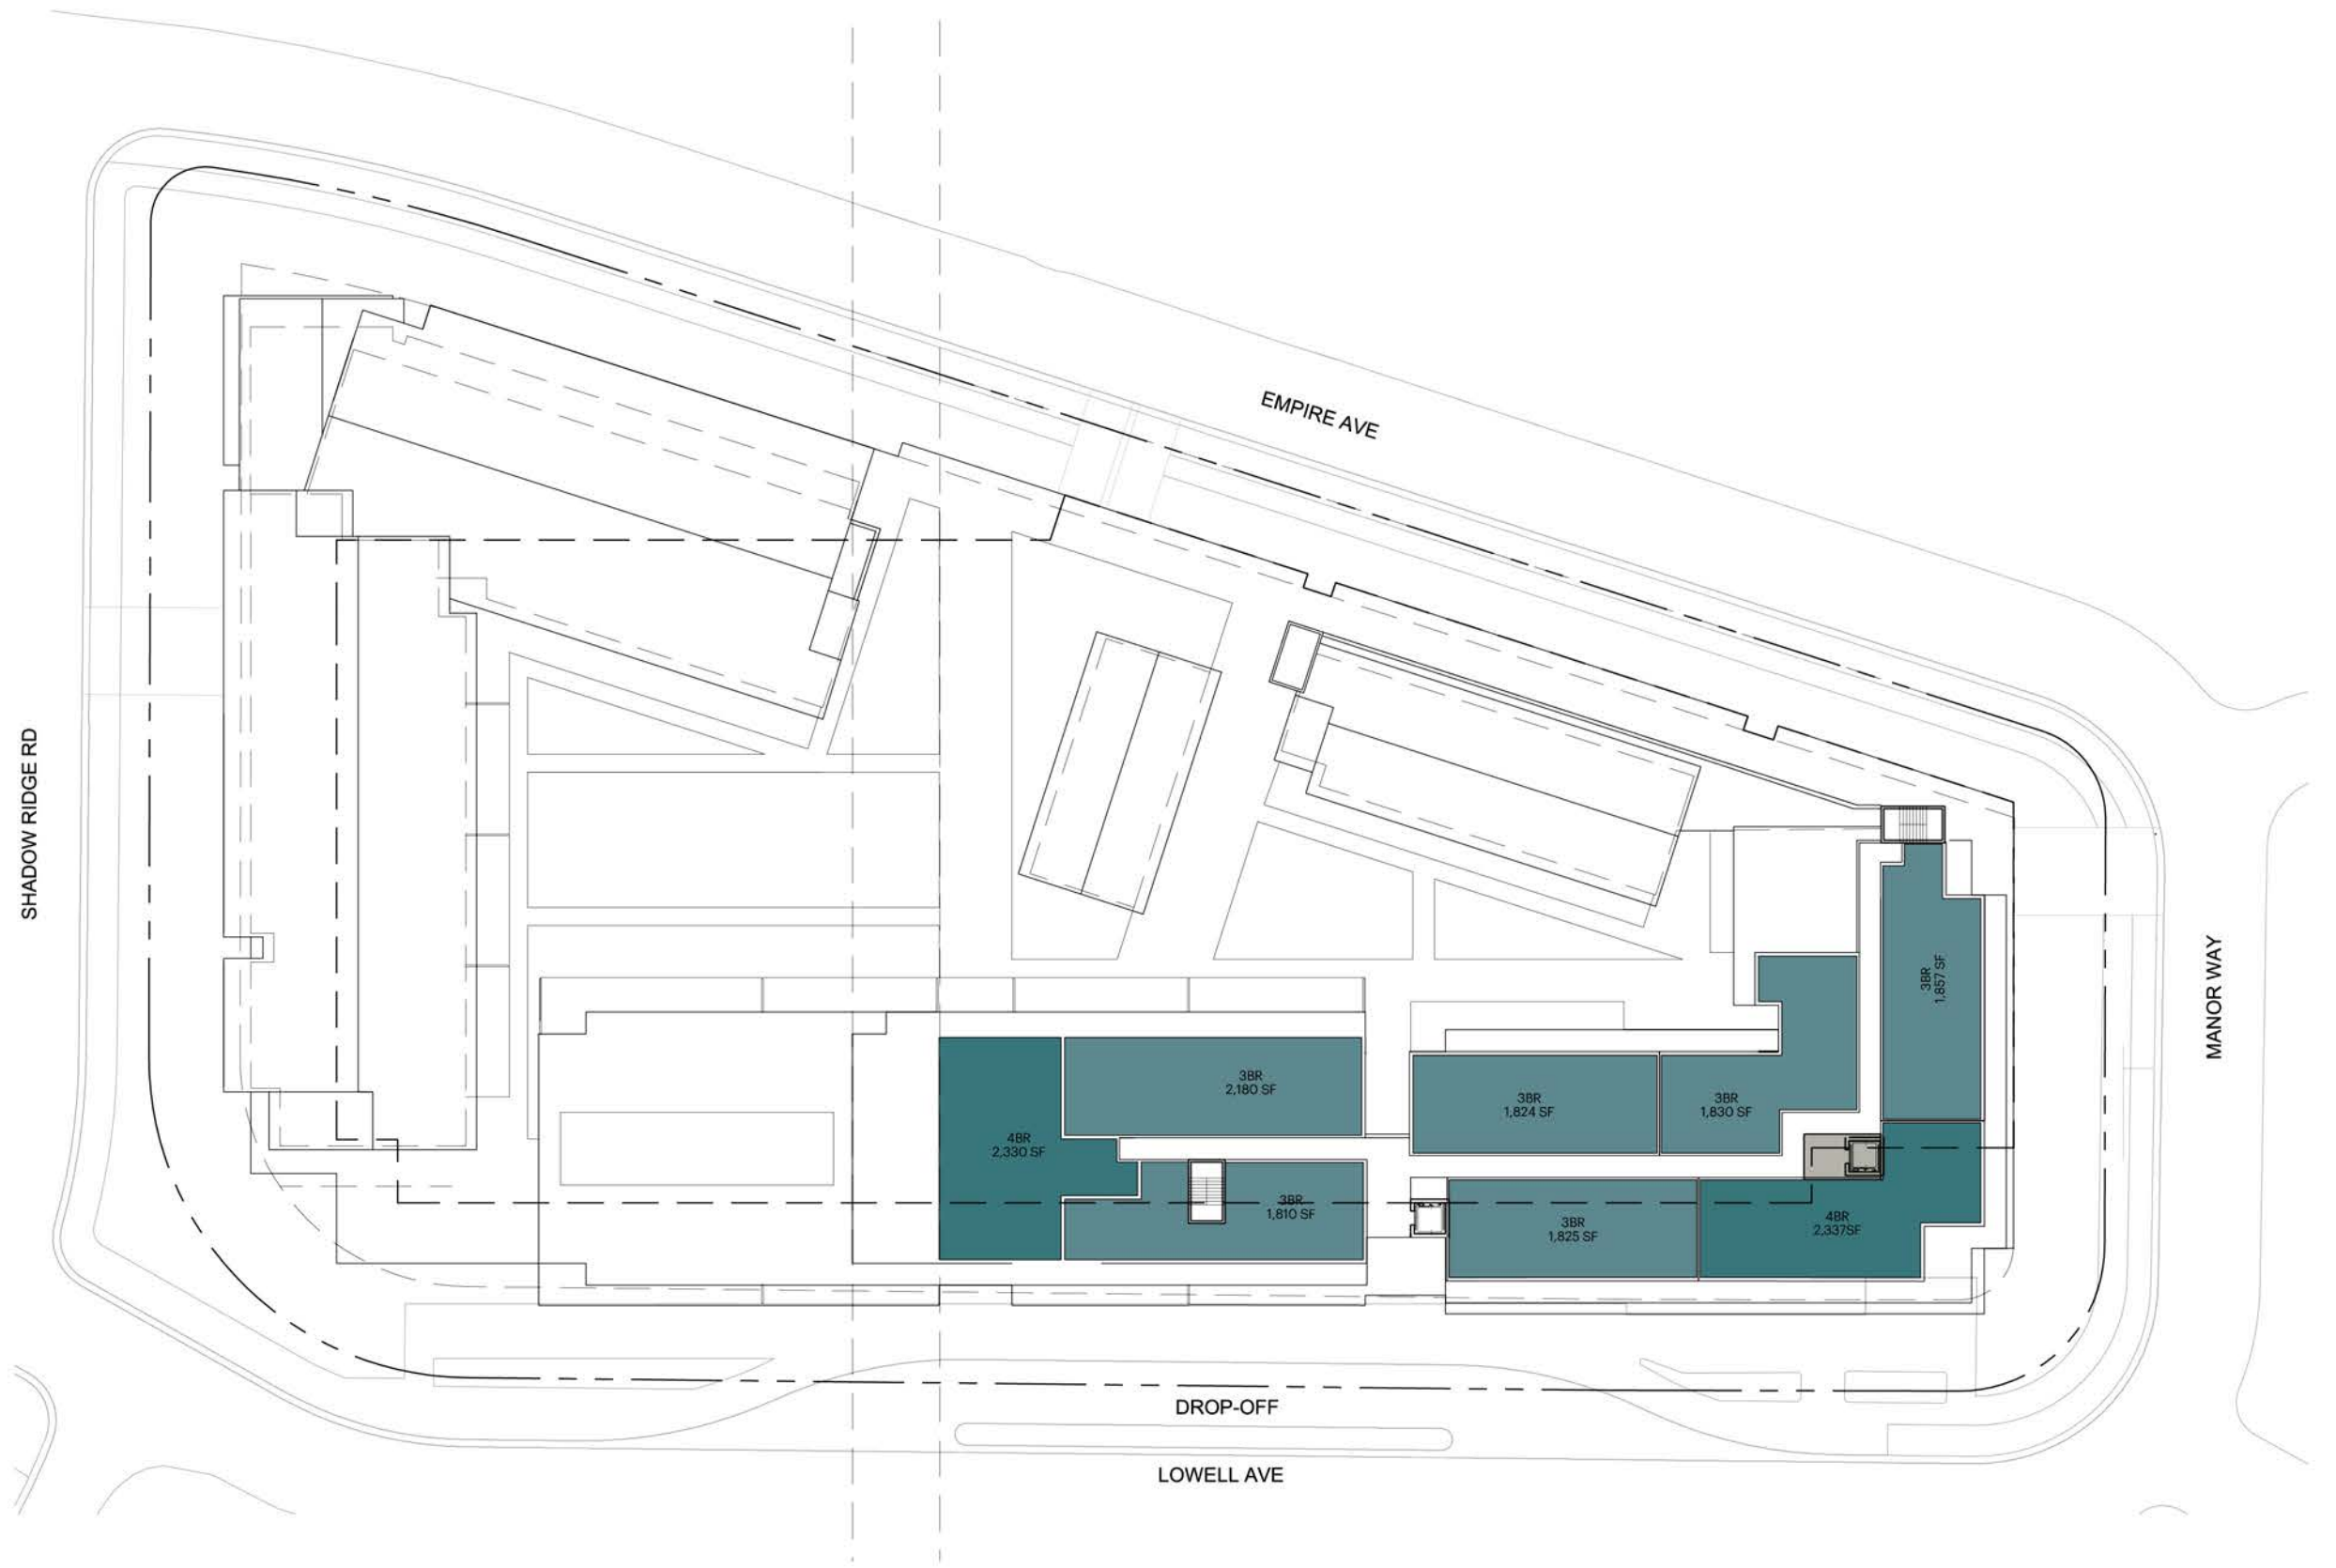 EMPIRE AVE
SHADOW RIDGE RD
MANOR WAY
3BR
1,857 SF
3BR
2,180 SF
3BR
1,824 SF
3BR
1,830 SF
4BR
2,330 SF
3BR
1,810 SF
3BR
1,825 SF
4BR
2,337SF
DROP-OFF
LOWELL AVE